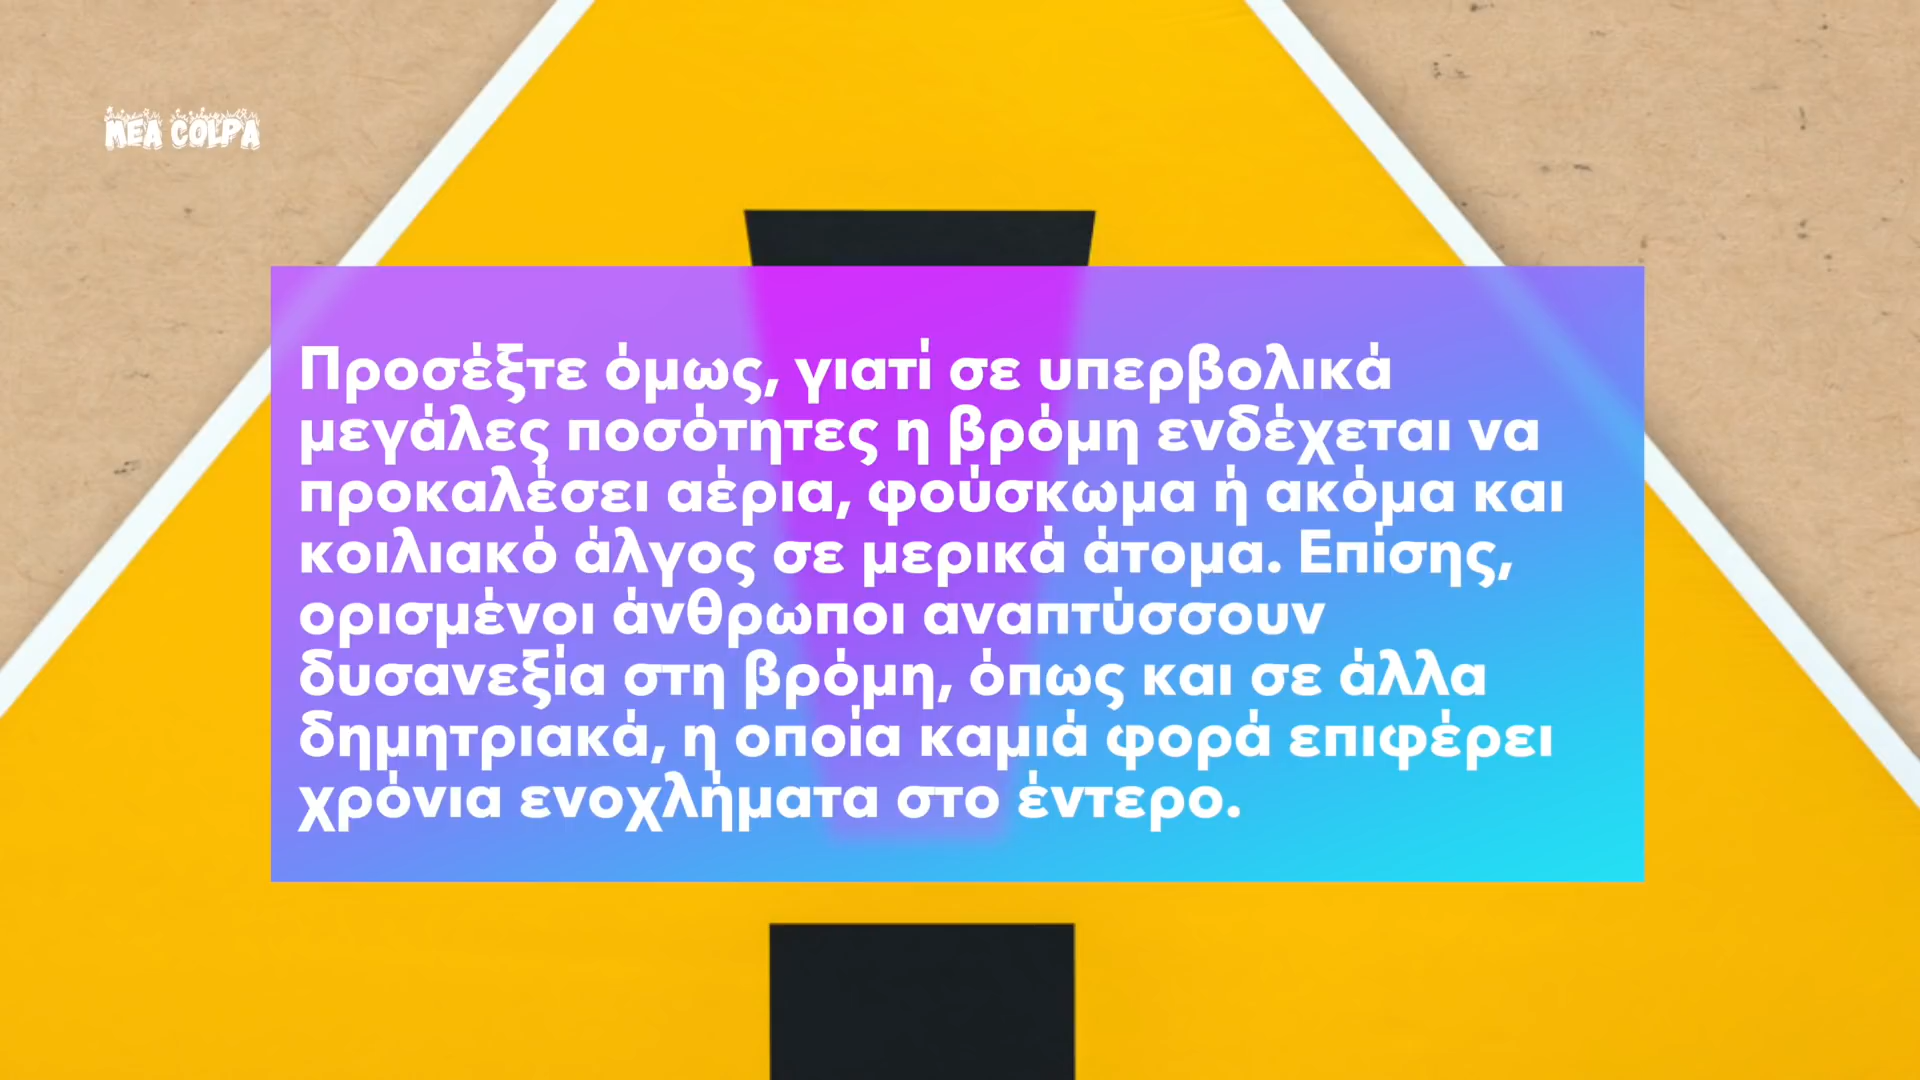 MEA COLPA
Προσέξτε όμως, γιατί σε υπερβολικά
μεγάλες ποσότητες η βρόμη ενδέχεται να
προκαλέσει αέρια, φούσκωμα ή ακόμα και
κοιλιακό άλγος σε μερικά άτομα. Επίσης,
ορισμένοι άνθρωποι αναπτύσσουν
δυσανεξία στη βρόμη, όπως και σε άλλα
δημητριακά, η οποία καμιά φορά επιφέρει
χρόνια ενοχλήματα στο έντερο.